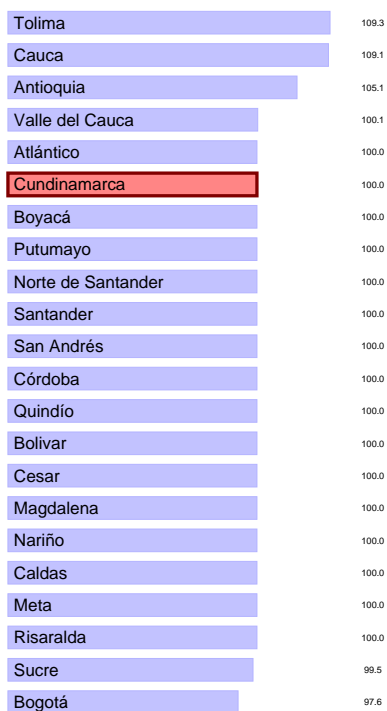 Tolima 109.3
Cauca 109.1
Antioquia 105.1
Valle del Cauca 100.1
Atlántico 100.0
Cundinamarca 100.0
Boyacá 100.0
Putumayo 100.0
Norte de Santander 100.0
Santander 100.0
San Andrés 100.0
Córdoba 100.0
Quindío 100.0
Bolivar 100.0
Cesar 100.0
Magdalena 100.0
Nariño 100.0
Caldas 100.0
Meta 100.0
Risaralda 100.0
Sucre 99.5
Bogotá 97.6